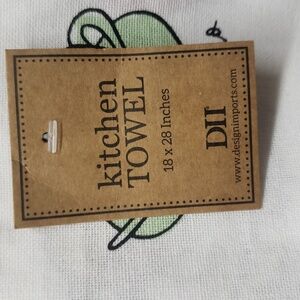 kitchen
TOWEL
18 x 28 Inches
DII
www.designimports.com